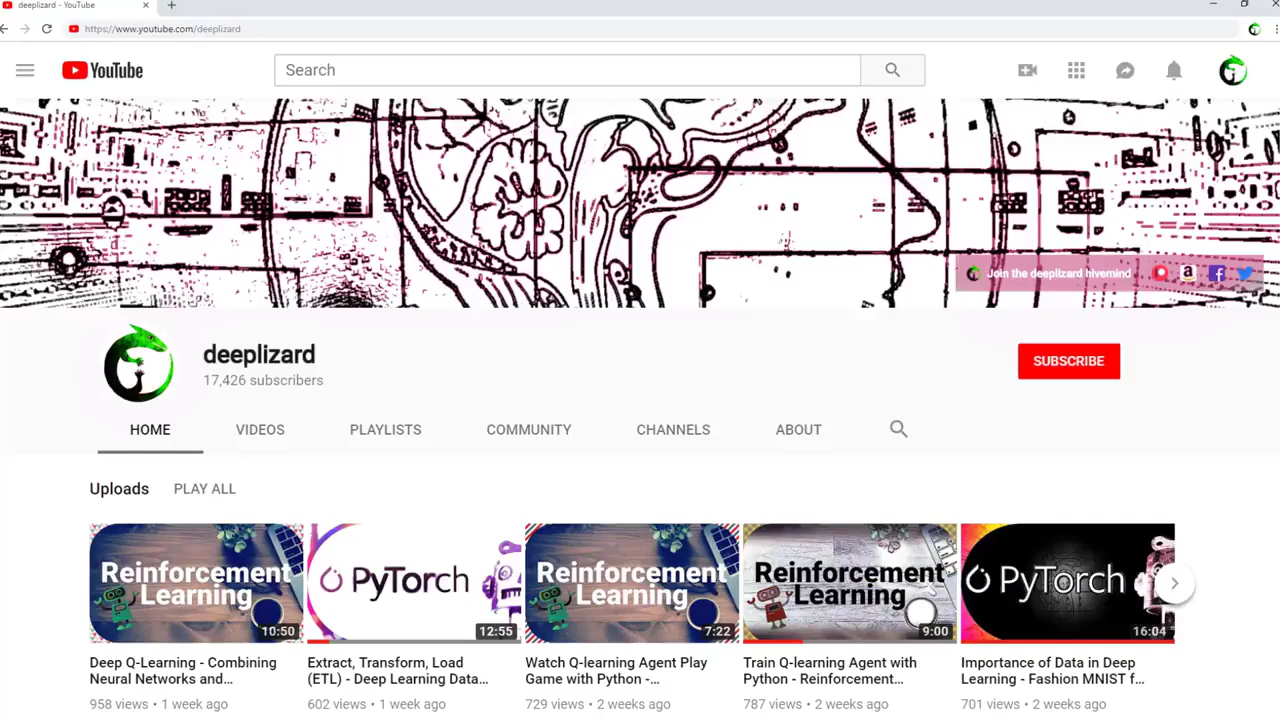 deeplizard - YouTube
https://www.youtube.com/deeplizard
YouTube
Search
Join the deeplizard hivemind
deeplizard
17,426 subscribers
SUBSCRIBE
HOME VIDEOS PLAYLISTS COMMUNITY CHANNELS ABOUT
Uploads PLAY ALL
Reinforcement
Learning
10:50
PyTorch
12:55
Reinforcement
Learning
7:22
Reinforcement
Learning
9:00
PyTorch
16:04
Deep Q-Learning - Combining
Neural Networks and...
958 views • 1 week ago
Extract, Transform, Load
(ETL) - Deep Learning Data...
602 views • 1 week ago
Watch Q-learning Agent Play
Game with Python -...
729 views • 2 weeks ago
Train Q-learning Agent with
Python - Reinforcement...
787 views • 2 weeks ago
Importance of Data in Deep
Learning - Fashion MNIST f...
701 views • 2 weeks ago